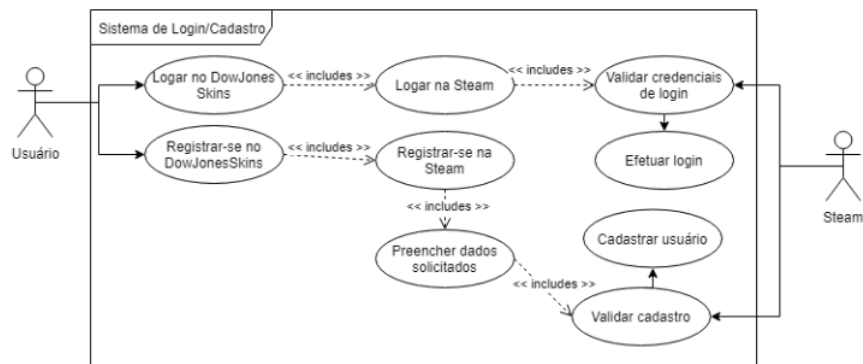 Sistema de Login/Cadastro
Usuário
Logar no DowJones
Skins
<< includes >>
Logar na Steam
<< includes >>
Validar credenciais
de login
Registrar-se no
DowJonesSkins
<< includes >>
Registrar-se na
Steam
Efetuar login
Steam
<< includes >>
Preencher dados
solicitados
Cadastrar usuário
<< includes >>
Validar cadastro